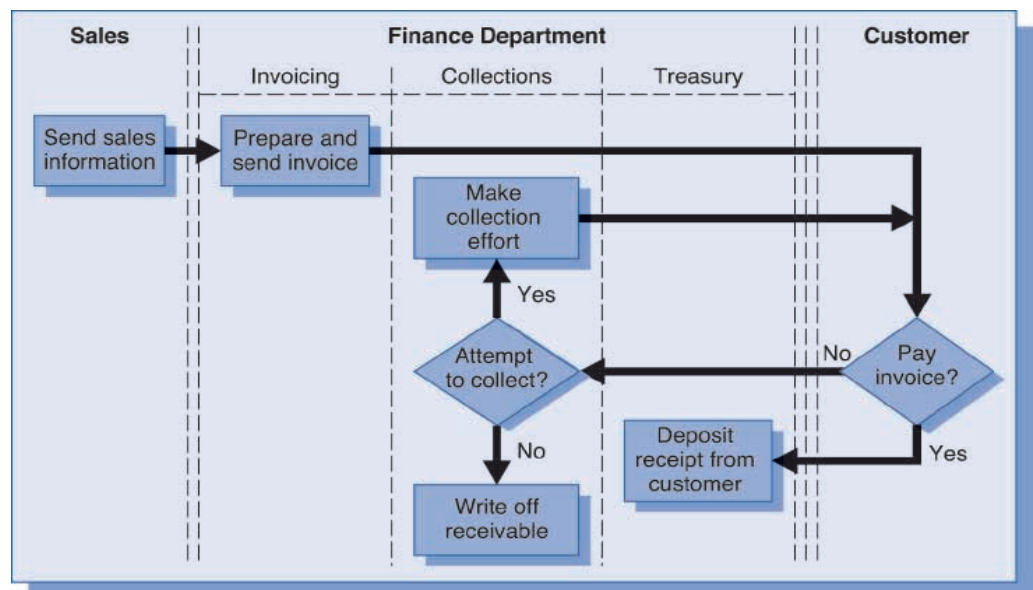 Sales
Finance Department
Customer
Invoicing
Collections
Treasury
Send sales
information
Prepare and
send invoice
Make
collection
effort
Yes
Attempt
to collect?
No
Pay
invoice?
No
Write off
receivable
Deposit
receipt from
customer
Yes